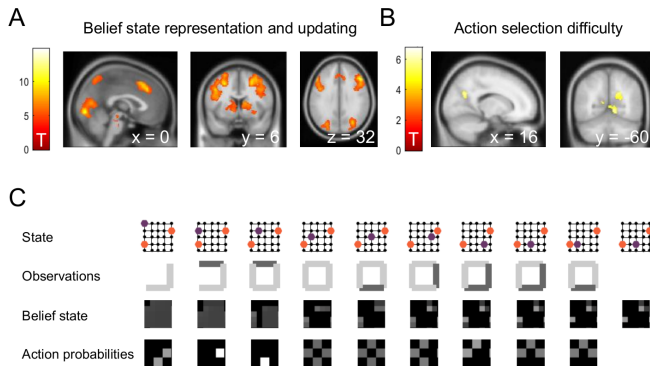 A
Belief state representation and updating
10
5
0
T
x = 0
y = 6
z = 32
B
Action selection difficulty
6
4
2
0
T
x = 16
y = -60
C
State
Observations
Belief state
Action probabilities